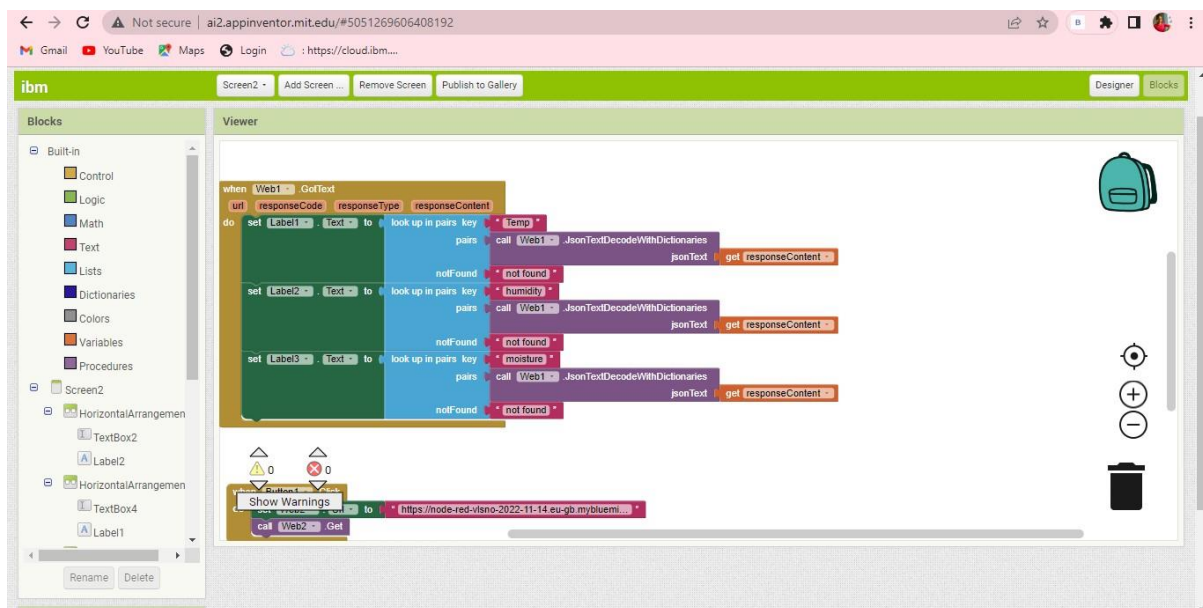 Not secure | ai2.appinventor.mit.edu/#5051269606408192
Gmail YouTube Maps Login : https://cloud.ibm....
ibm Screen2 Add Screen ... Remove Screen Publish to Gallery Designer Blocks
Blocks
Built-in
Control
Logic
Math
Text
Lists
Dictionaries
Colors
Variables
Procedures
Screen2
HorizontalArrangemen
TextBox2
Label2
HorizontalArrangemen
TextBox4
Label1
Rename Delete
Viewer
when Web1 .GotText
url responseCode responseType responseContent
do set Label1 . Text to look up in pairs key " Temp "
pairs call Web1 .JsonTextDecodeWithDictionaries
jsonText get responseContent
notFound " not found "
set Label2 . Text to look up in pairs key " humidity "
pairs call Web1 .JsonTextDecodeWithDictionaries
jsonText get responseContent
notFound " not found "
set Label3 . Text to look up in pairs key " moisture "
pairs call Web1 .JsonTextDecodeWithDictionaries
jsonText get responseContent
notFound " not found "
0 0
Show Warnings
to " https://node-red-vlsno-2022-11-14.eu-gb.mybluemi... "
call Web2 .Get